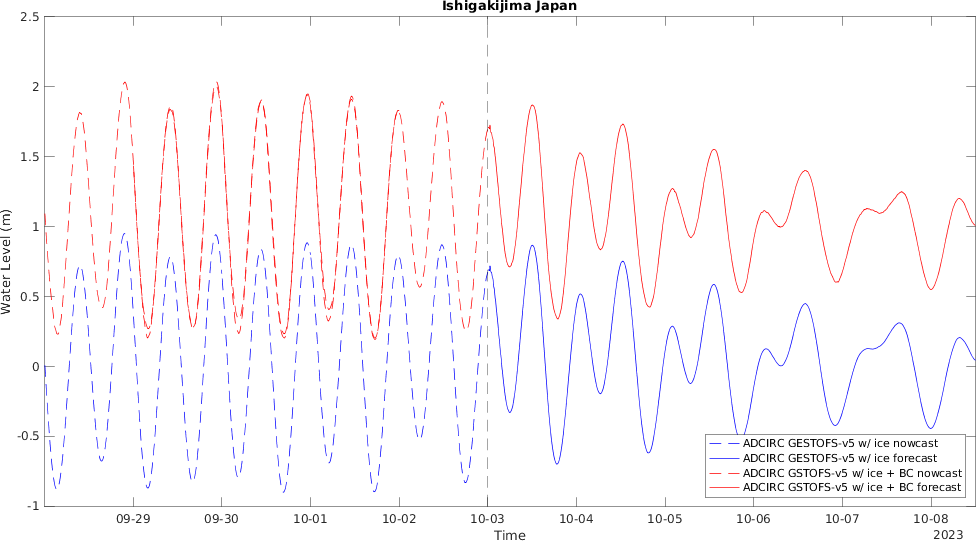 Ishigakijima Japan
2.5
2
1.5
1
0.5
0
-0.5
-1
Water Level (m)
09-29 09-30 10-01 10-02 10-03 10-04 10-05 10-06 10-07 10-08
Time
2023
ADCIRC GESTOFS-v5 w/ ice nowcast
ADCIRC GESTOFS-v5 w/ ice forecast
ADCIRC GSTOFS-v5 w/ ice + BC nowcast
ADCIRC GSTOFS-v5 w/ ice + BC forecast